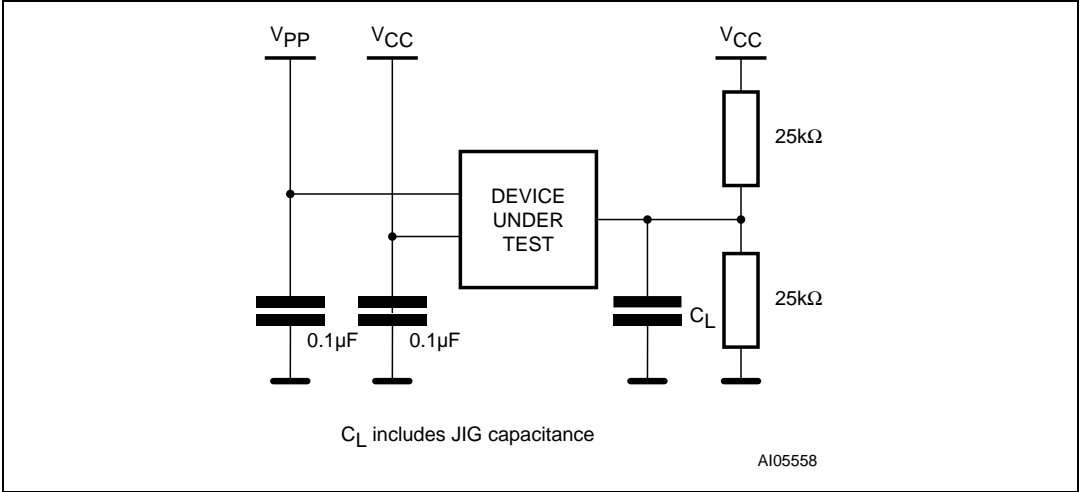 VPP
VCC
VCC
25kΩ
DEVICE
UNDER
TEST
25kΩ
CL
0.1µF
0.1µF
CL includes JIG capacitance
AI05558